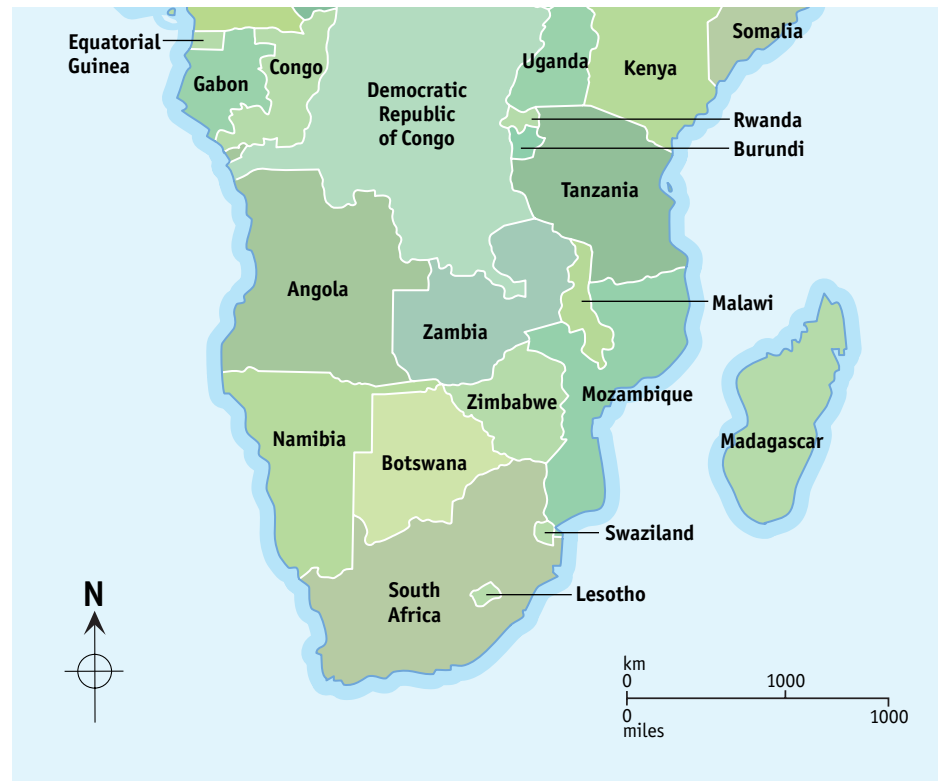 Somalia
Equatorial
Guinea
Congo
Gabon
Uganda
Kenya
Democratic
Republic
of Congo
Rwanda
Burundi
Tanzania
Angola
Malawi
Zambia
Mozambique
Zimbabwe
Namibia
Botswana
Madagascar
Swaziland
South
Africa
Lesotho
N
km
0 1000
0 1000
miles